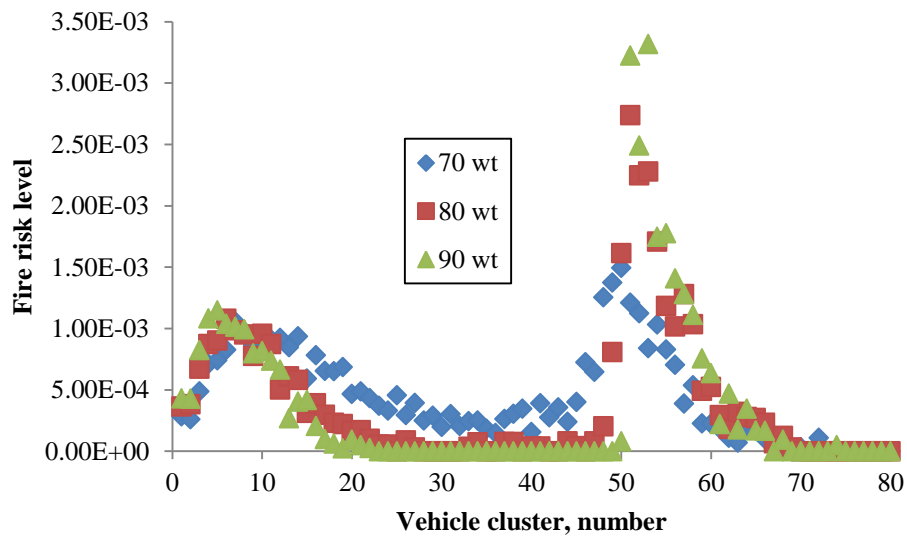 3.50E-03
3.00E-03
2.50E-03
2.00E-03
1.50E-03
1.00E-03
5.00E-04
0.00E+00
Fire risk level
70 wt
80 wt
90 wt
0 10 20 30 40 50 60 70 80
Vehicle cluster, number